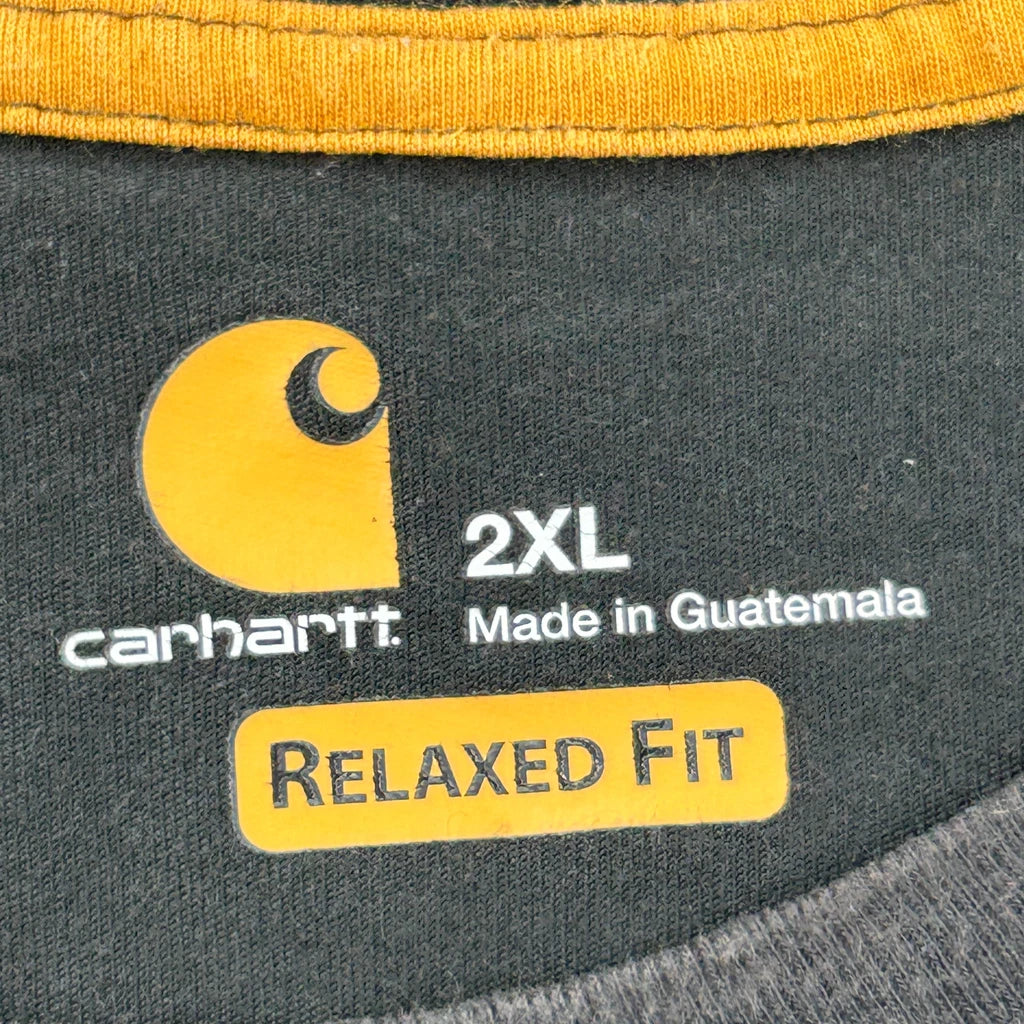 carhartt.
2XL
Made in Guatemala
RELAXED FIT